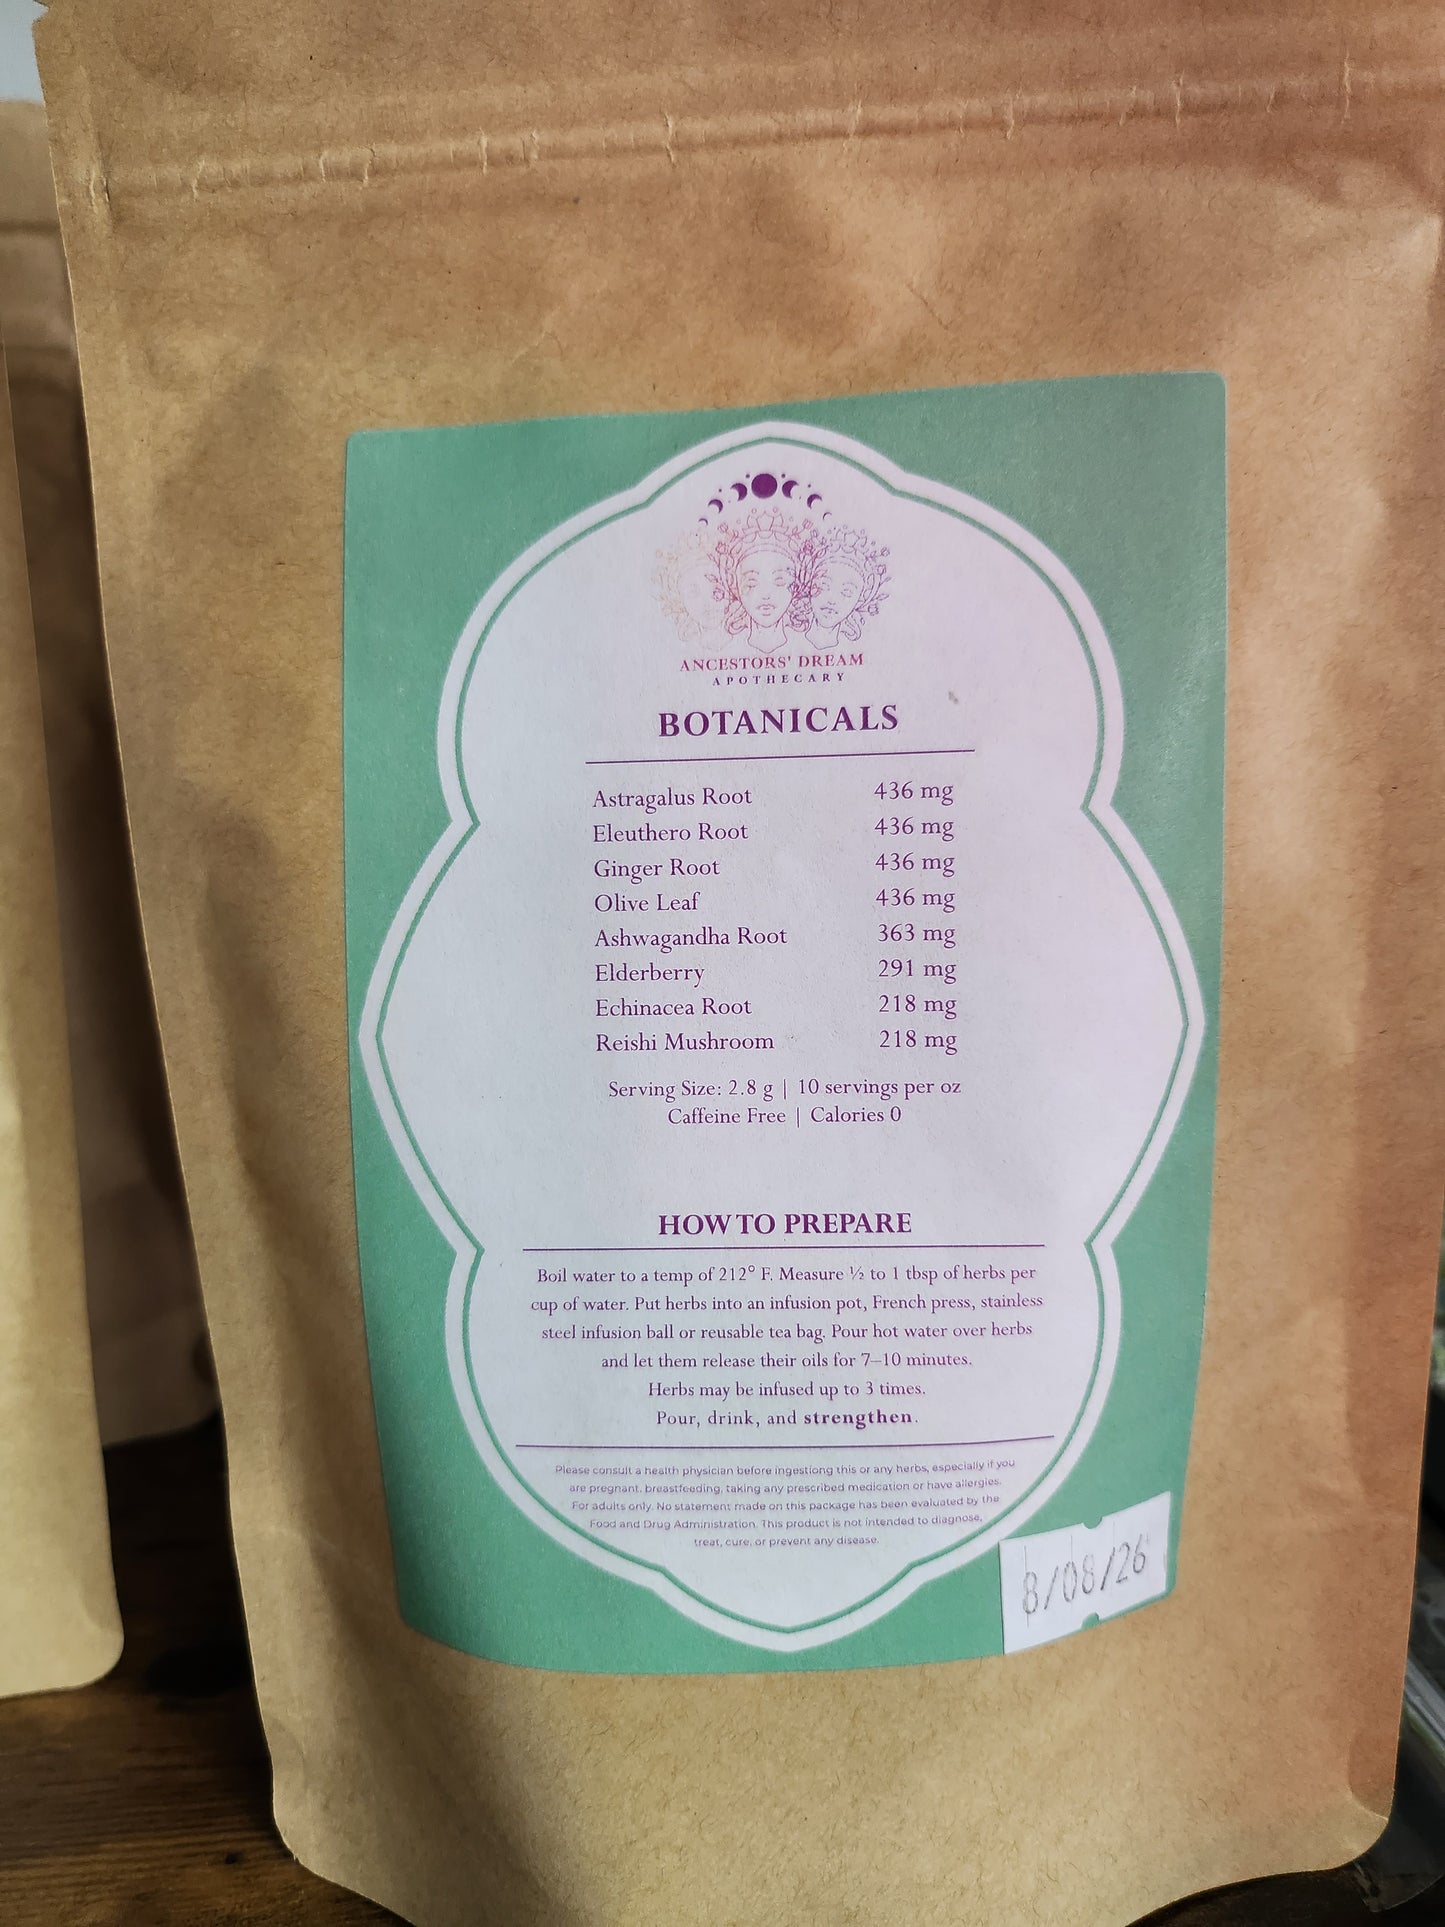 ANCESTORS' DREAM
APOTHECARY
BOTANICALS
Astragalus Root 436 mg
Eleuthero Root 436 mg
Ginger Root 436 mg
Olive Leaf 436 mg
Ashwagandha Root 363 mg
Elderberry 291 mg
Echinacea Root 218 mg
Reishi Mushroom 218 mg
Serving Size: 2.8 g | 10 servings per oz
Caffeine Free | Calories 0
HOW TO PREPARE
Boil water to a temp of 212° F. Measure ½ to 1 tbsp of herbs per
cup of water. Put herbs into an infusion pot, French press, stainless
steel infusion ball or reusable tea bag. Pour hot water over herbs
and let them release their oils for 7–10 minutes.
Herbs may be infused up to 3 times.
Pour, drink, and strengthen.
Please consult a health physician before ingestiong this or any herbs, especially if you
are pregnant, breastfeeding, taking any prescribed medication or have allergies.
For adults only. No statement made on this package has been evaluated by the
Food and Drug Administration. This product is not intended to diagnose,
treat, cure, or prevent any disease.
8/08/26